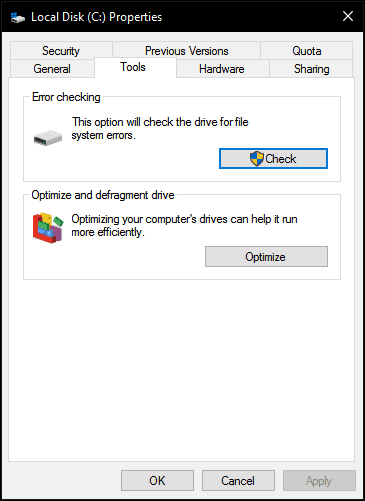 Local Disk (C:) Properties
Security Previous Versions Quota
General Tools Hardware Sharing
Error checking
This option will check the drive for file
system errors.
Check
Optimize and defragment drive
Optimizing your computer's drives can help it run
more efficiently.
Optimize
OK Cancel Apply